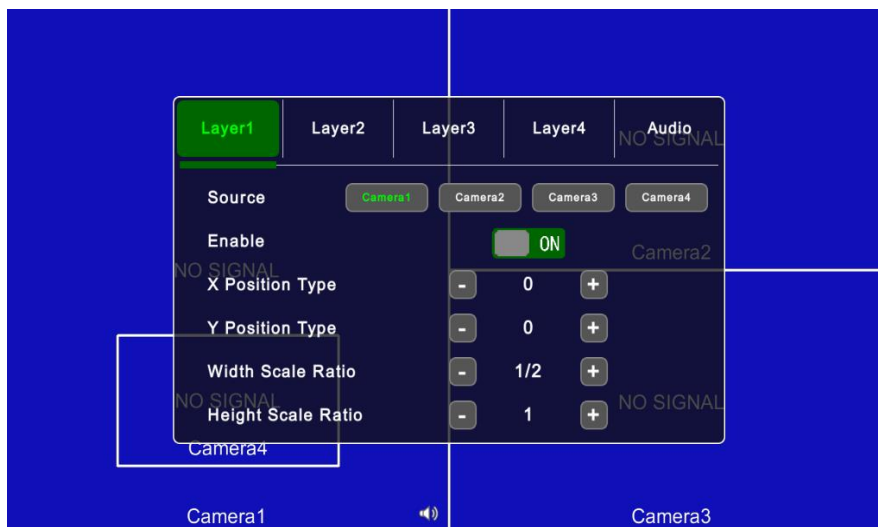 Layer1 Layer2 Layer3 Layer4 Audio
NO SIGNAL
Source Camera1 Camera2 Camera3 Camera4
Enable ON
Camera2
NO SIGNAL
X Position Type - 0 +
Y Position Type - 0 +
Width Scale Ratio - 1/2 +
NO SIGNAL NO SIGNAL
Height Scale Ratio - 1 +
Camera4
Camera1 Camera3